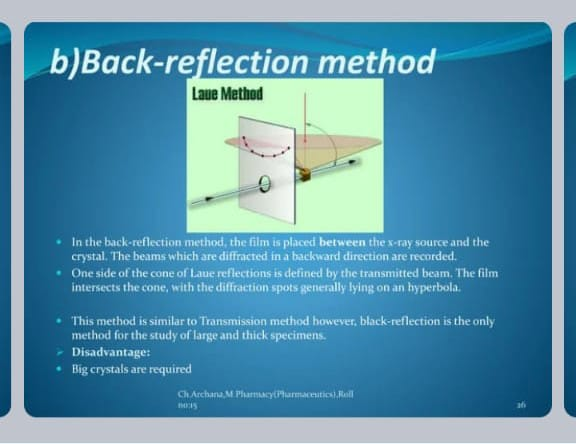 b)Back-reflection method
Laue Method
In the back-reflection method, the film is placed between the x-ray source and the
crystal. The beams which are diffracted in a backward direction are recorded.
One side of the cone of Laue reflections is defined by the transmitted beam. The film
intersects the cone, with the diffraction spots generally lying on an hyperbola.
This method is similar to Transmission method however, black-reflection is the only
method for the study of large and thick specimens.
Disadvantage:
Big crystals are required
Ch.Archana,M Pharmacy(Pharmaceutics),Roll
no:15
26